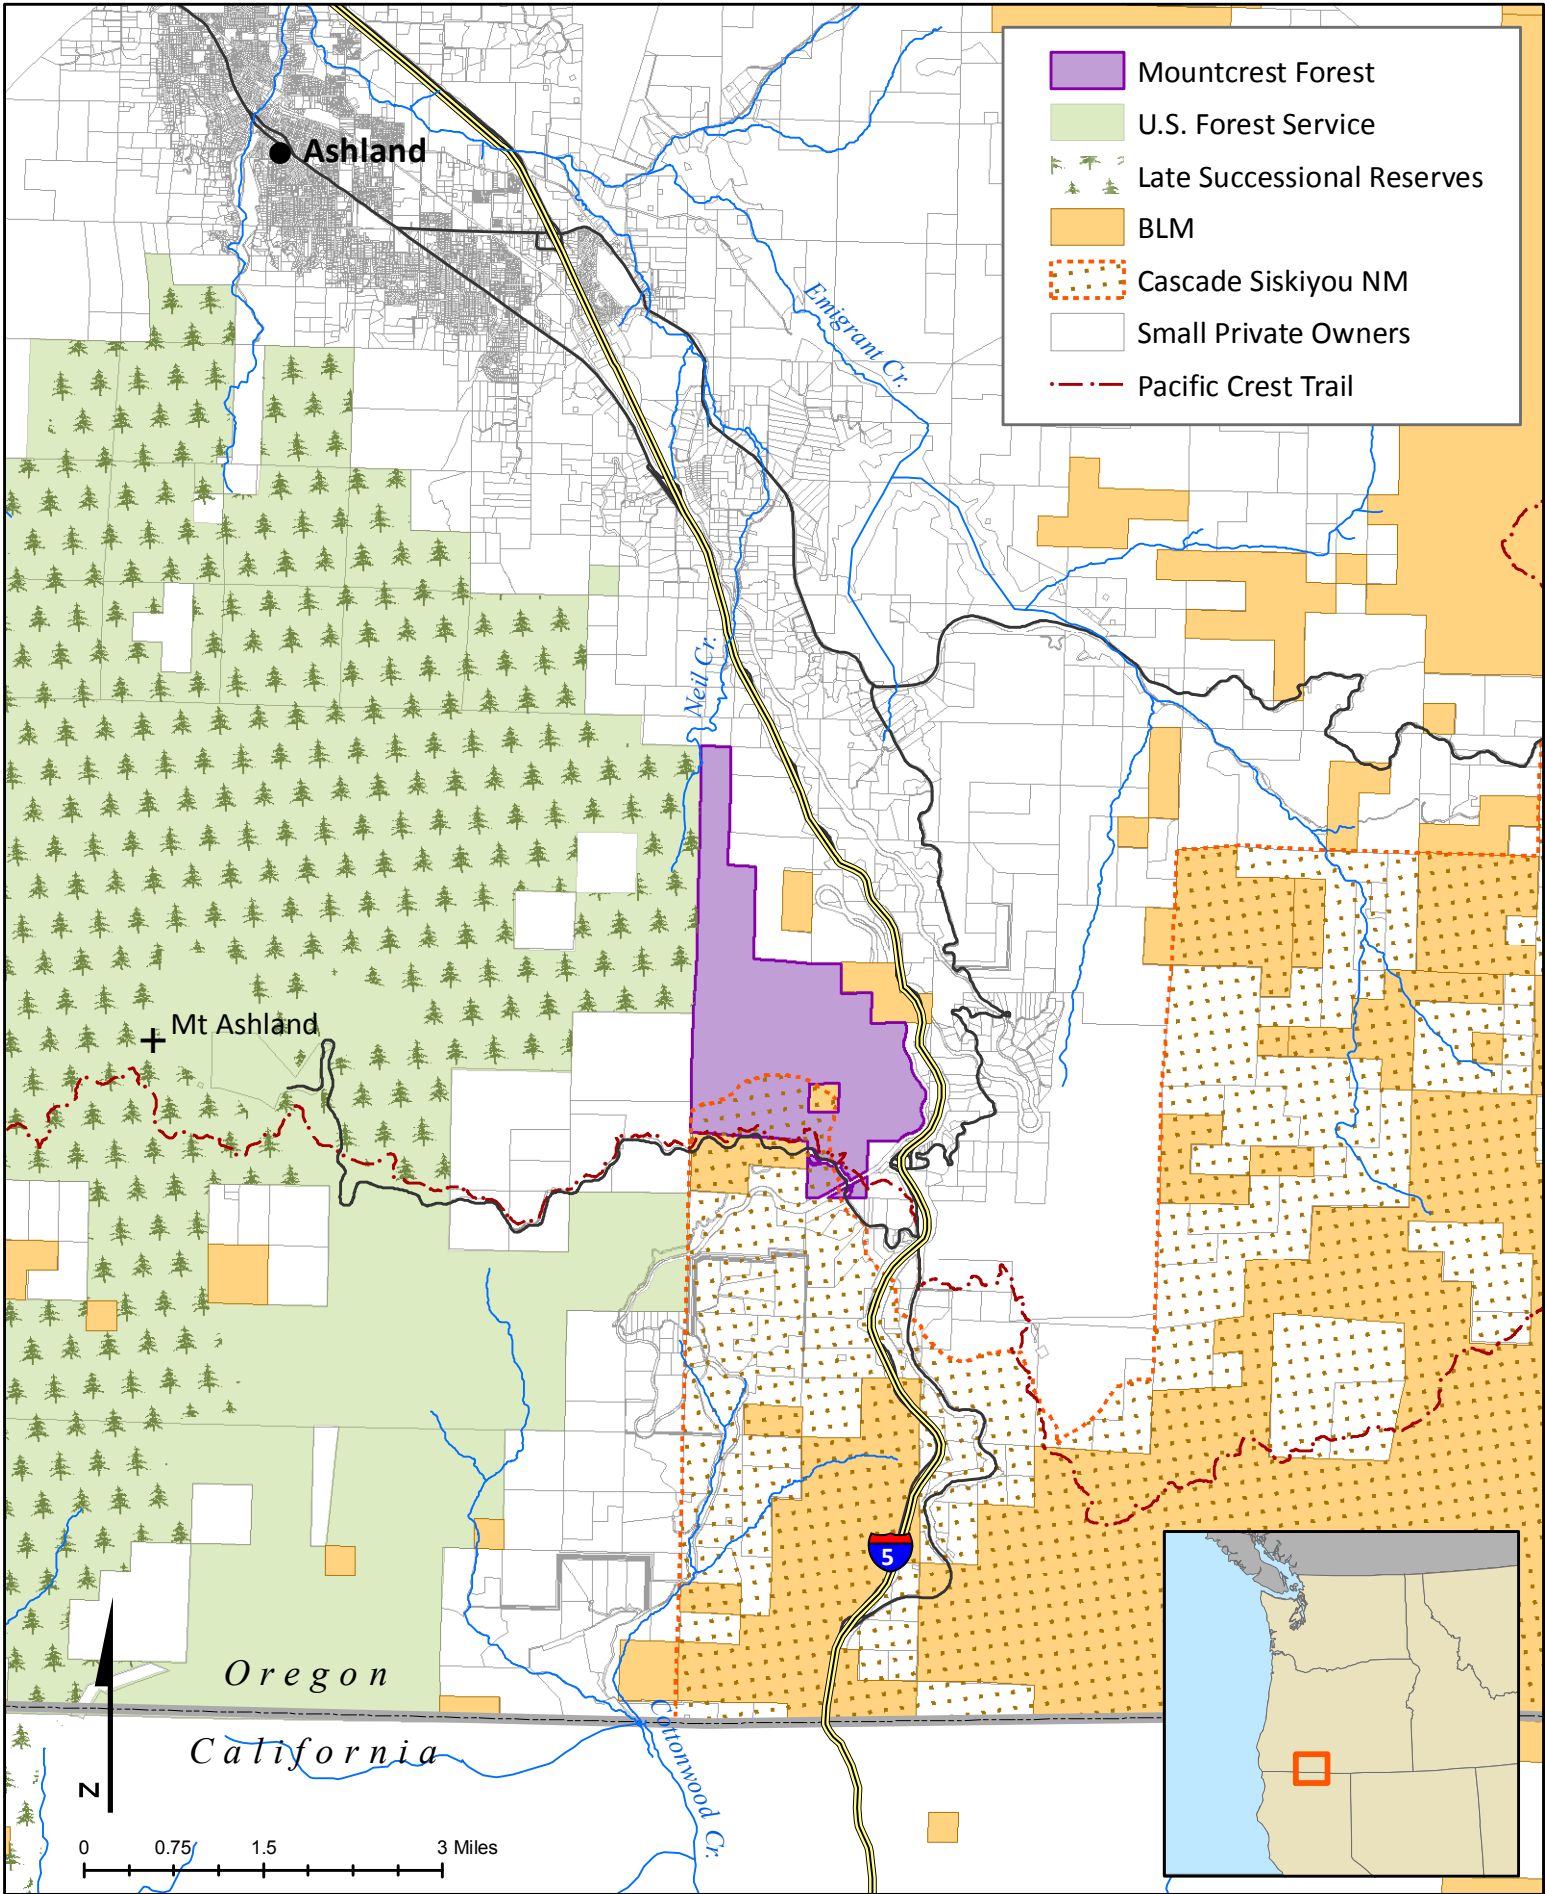 Mountcrest Forest
U.S. Forest Service
Late Successional Reserves
BLM
Cascade Siskiyou NM
Small Private Owners
Pacific Crest Trail
Ashland
Emigrant Cr.
Neil Cr.
Mt Ashland
5
Oregon
California
Cottonwood Cr.
N
0 0.75 1.5 3 Miles